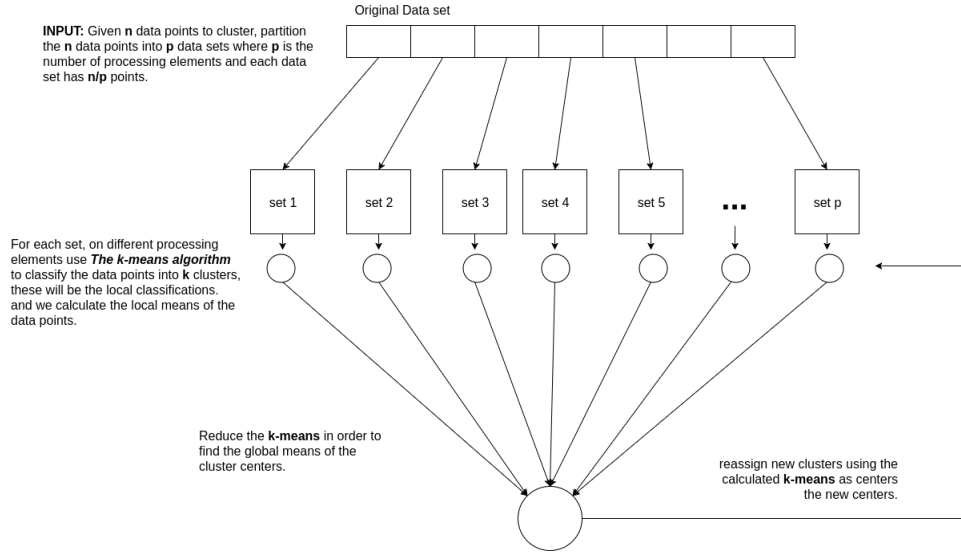 Original Data set
INPUT: Given n data points to cluster, partition
the n data points into p data sets where p is the
number of processing elements and each data
set has n/p points.
set 1
set 2
set 3
set 4
set 5
...
set p
For each set, on different processing
elements use The k-means algorithm
to classify the data points into k clusters,
these will be the local classifications.
and we calculate the local means of the
data points.
Reduce the k-means in order to
find the global means of the
cluster centers.
reassign new clusters using the
calculated k-means as centers
the new centers.